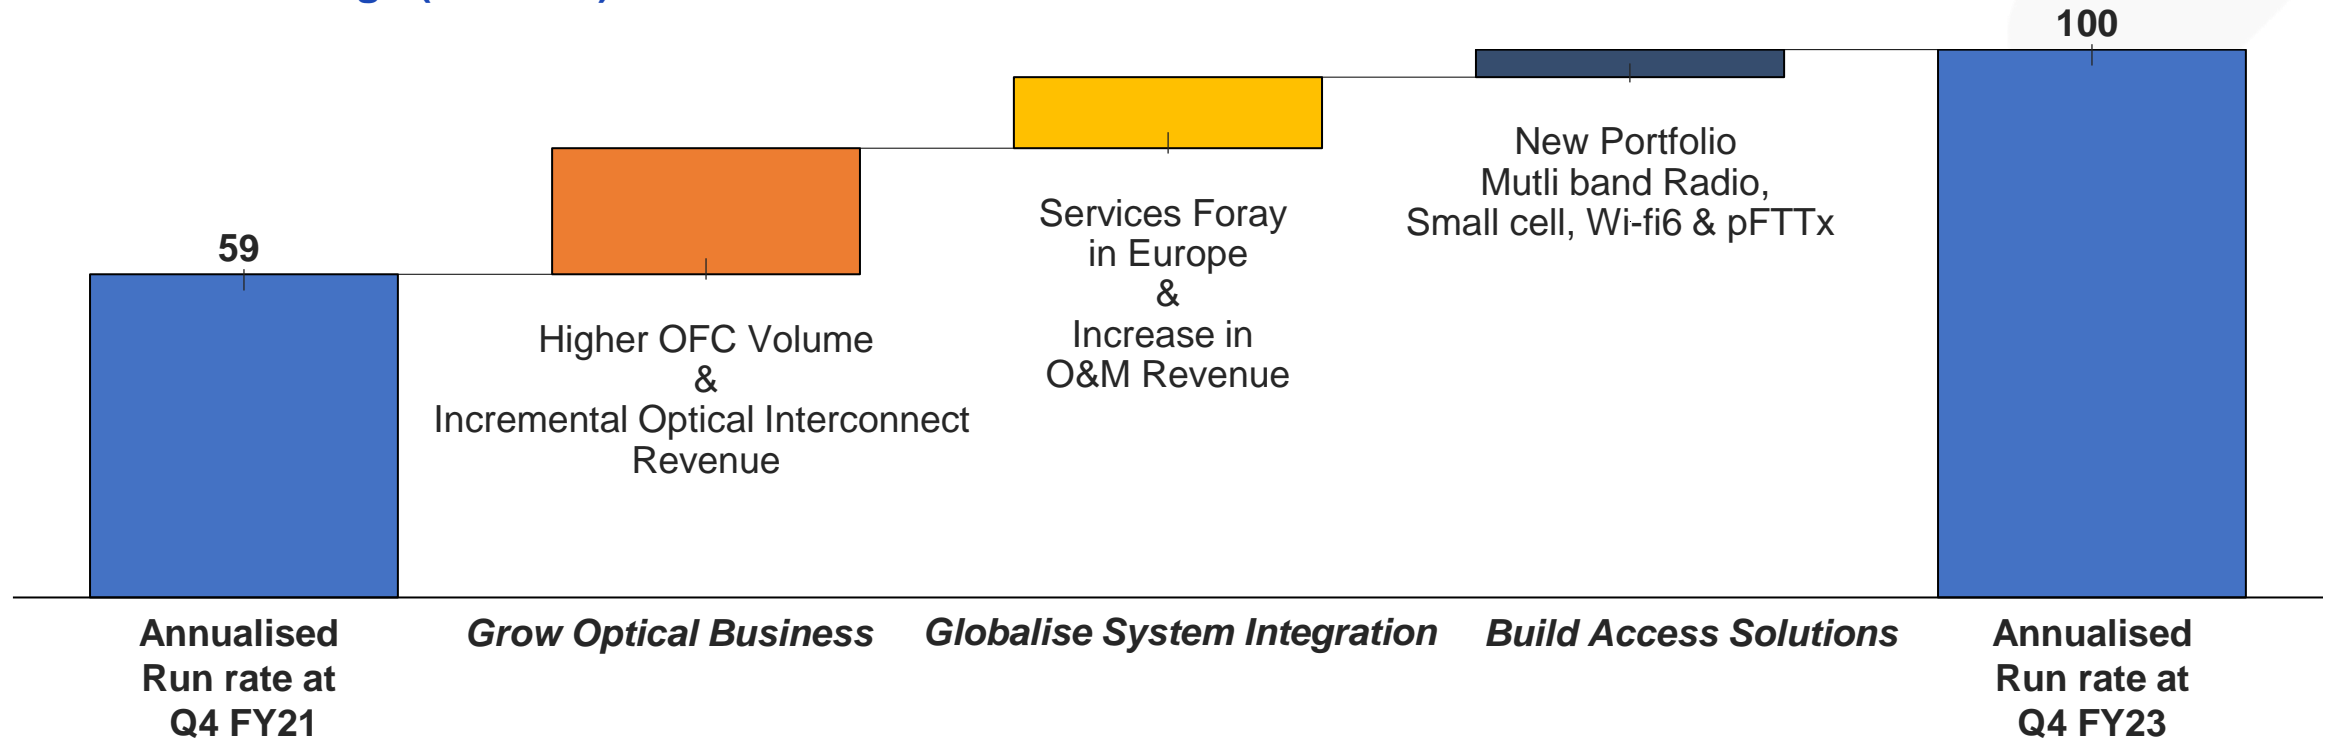 100
59
New Portfolio
Mutli band Radio,
Small cell, Wi-fi6 & pFTTx
Services Foray
in Europe
&
Increase in
O&M Revenue
Higher OFC Volume
&
Incremental Optical Interconnect
Revenue
Annualised
Run rate at
Q4 FY21
Grow Optical Business
Globalise System Integration
Build Access Solutions
Annualised
Run rate at
Q4 FY23